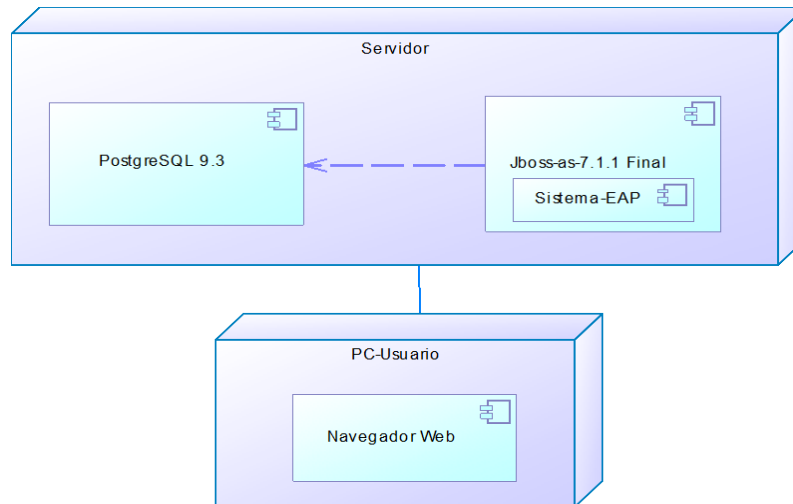 Servidor
PostgreSQL 9.3
Jboss-as-7.1.1 Final
Sistema-EAP
PC-Usuario
Navegador Web